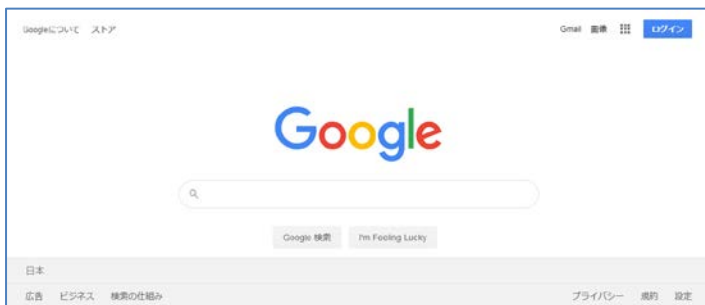 Googleについて ストア Gmail 画像 ログイン
Google
Google 検索 I'm Feeling Lucky
日本
広告 ビジネス 検索の仕組み プライバシー 規約 設定